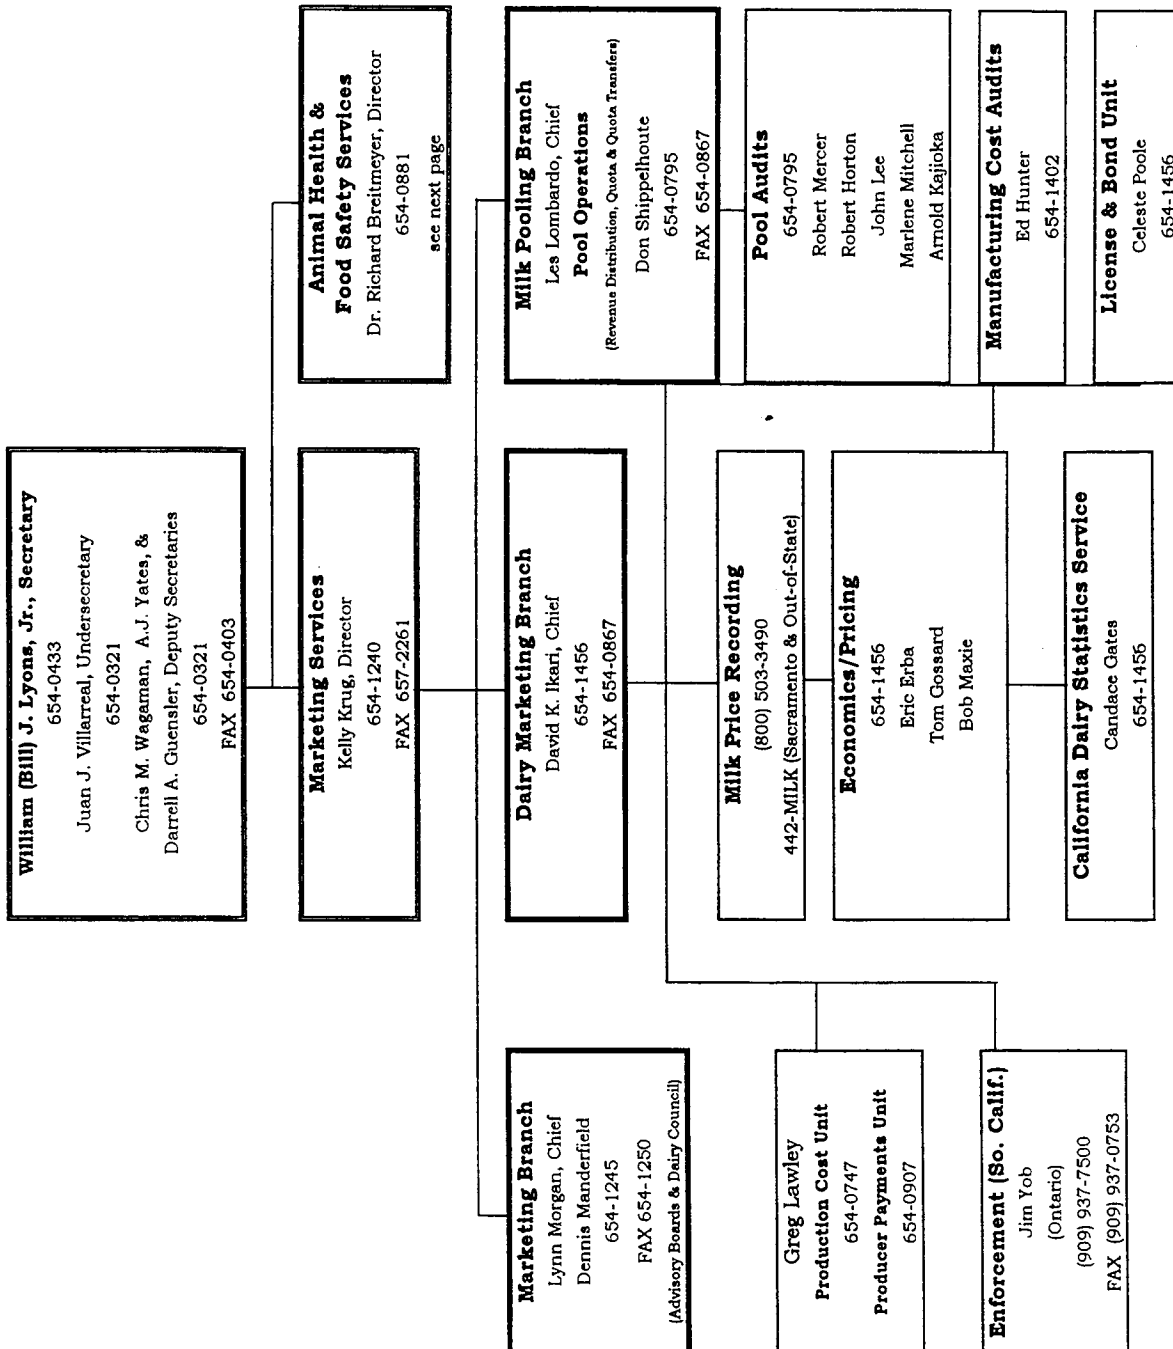 William (Bill) J. Lyons, Jr., Secretary
654-0433
Juan J. Villarreal, Undersecretary
654-0321
Chris M. Wagaman, A.J. Yates, &
Darrell A. Guensler, Deputy Secretaries
654-0321
FAX 654-0403
Marketing Services
Kelly Krug, Director
654-1240
FAX 657-2261
Animal Health &
Food Safety Services
Dr. Richard Breitmeyer, Director
654-0881
see next page
Marketing Branch
Lynn Morgan, Chief
Dennis Manderfield
654-1245
FAX 654-1250
(Advisory Boards & Dairy Council)
Dairy Marketing Branch
David K. Ikari, Chief
654-1456
FAX 654-0867
Milk Pooling Branch
Les Lombardo, Chief
Pool Operations
(Revenue Distribution, Quota & Quota Transfers)
Don Shippelhoute
654-0795
FAX 654-0867
Greg Lawley
Production Cost Unit
654-0747
Producer Payments Unit
654-0907
Milk Price Recording
(800) 503-3490
442-MILK (Sacramento & Out-of-State)
Pool Audits
654-0795
Robert Mercer
Robert Horton
John Lee
Marlene Mitchell
Arnold Kajioka
Economics/Pricing
654-1456
Eric Erba
Tom Gossard
Bob Maxie
Enforcement (So. Calif.)
Jim Yob
(Ontario)
(909) 937-7500
FAX (909) 937-0753
Manufacturing Cost Audits
Ed Hunter
654-1402
California Dairy Statistics Service
Candace Gates
654-1456
License & Bond Unit
Celeste Poole
654-1456